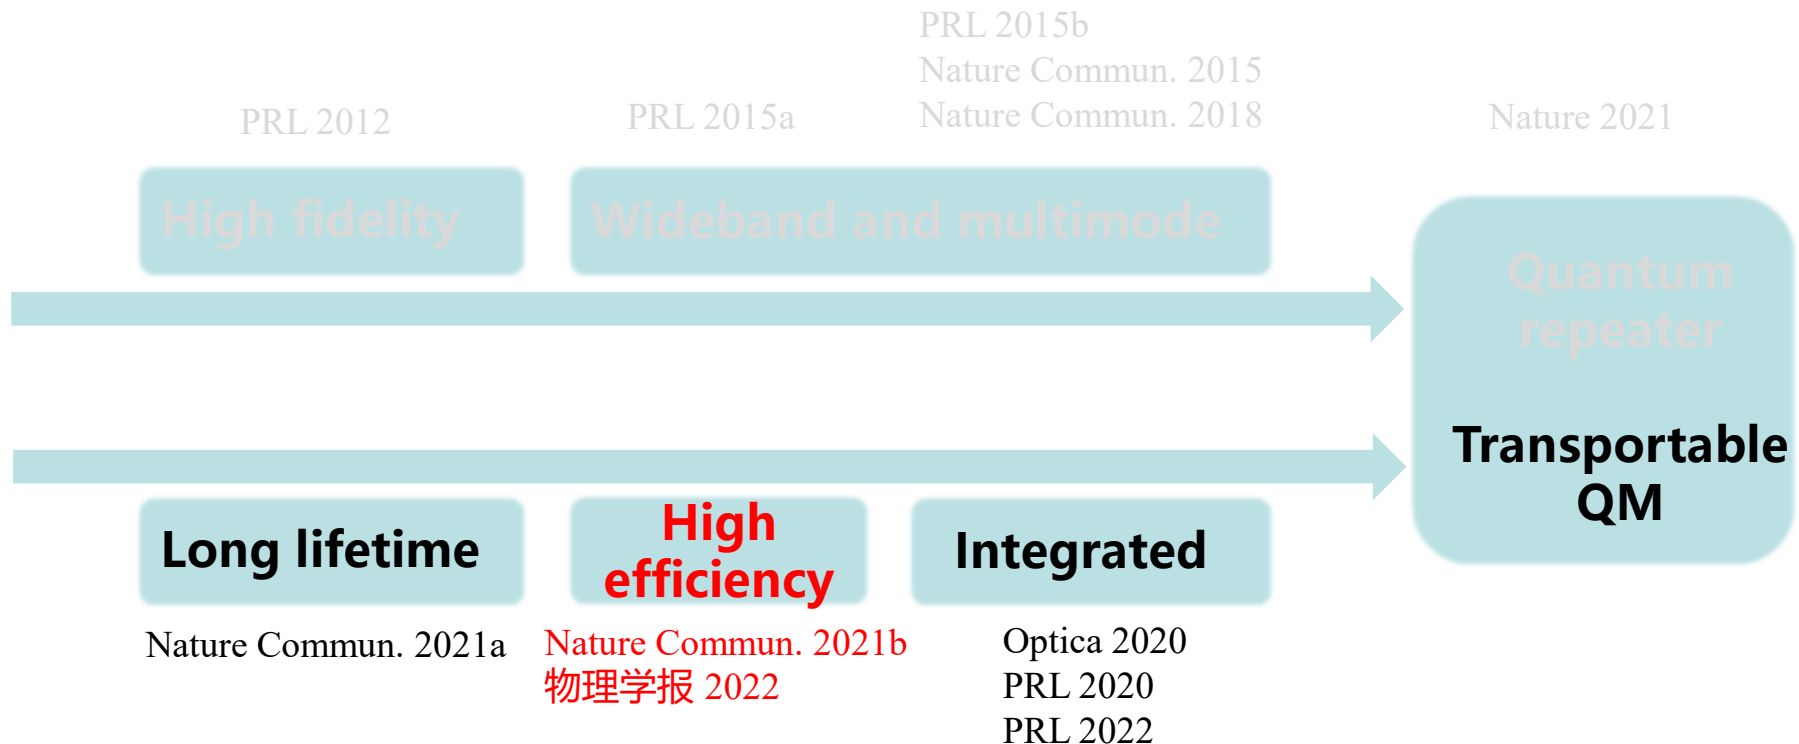 PRL 2012
PRL 2015a
PRL 2015b
Nature Commun. 2015
Nature Commun. 2018
Nature 2021
High fidelity
Wideband and multimode
Quantum
repeater
Transportable
QM
Long lifetime
High
efficiency
Integrated
Nature Commun. 2021a
Nature Commun. 2021b
物理学报 2022
Optica 2020
PRL 2020
PRL 2022